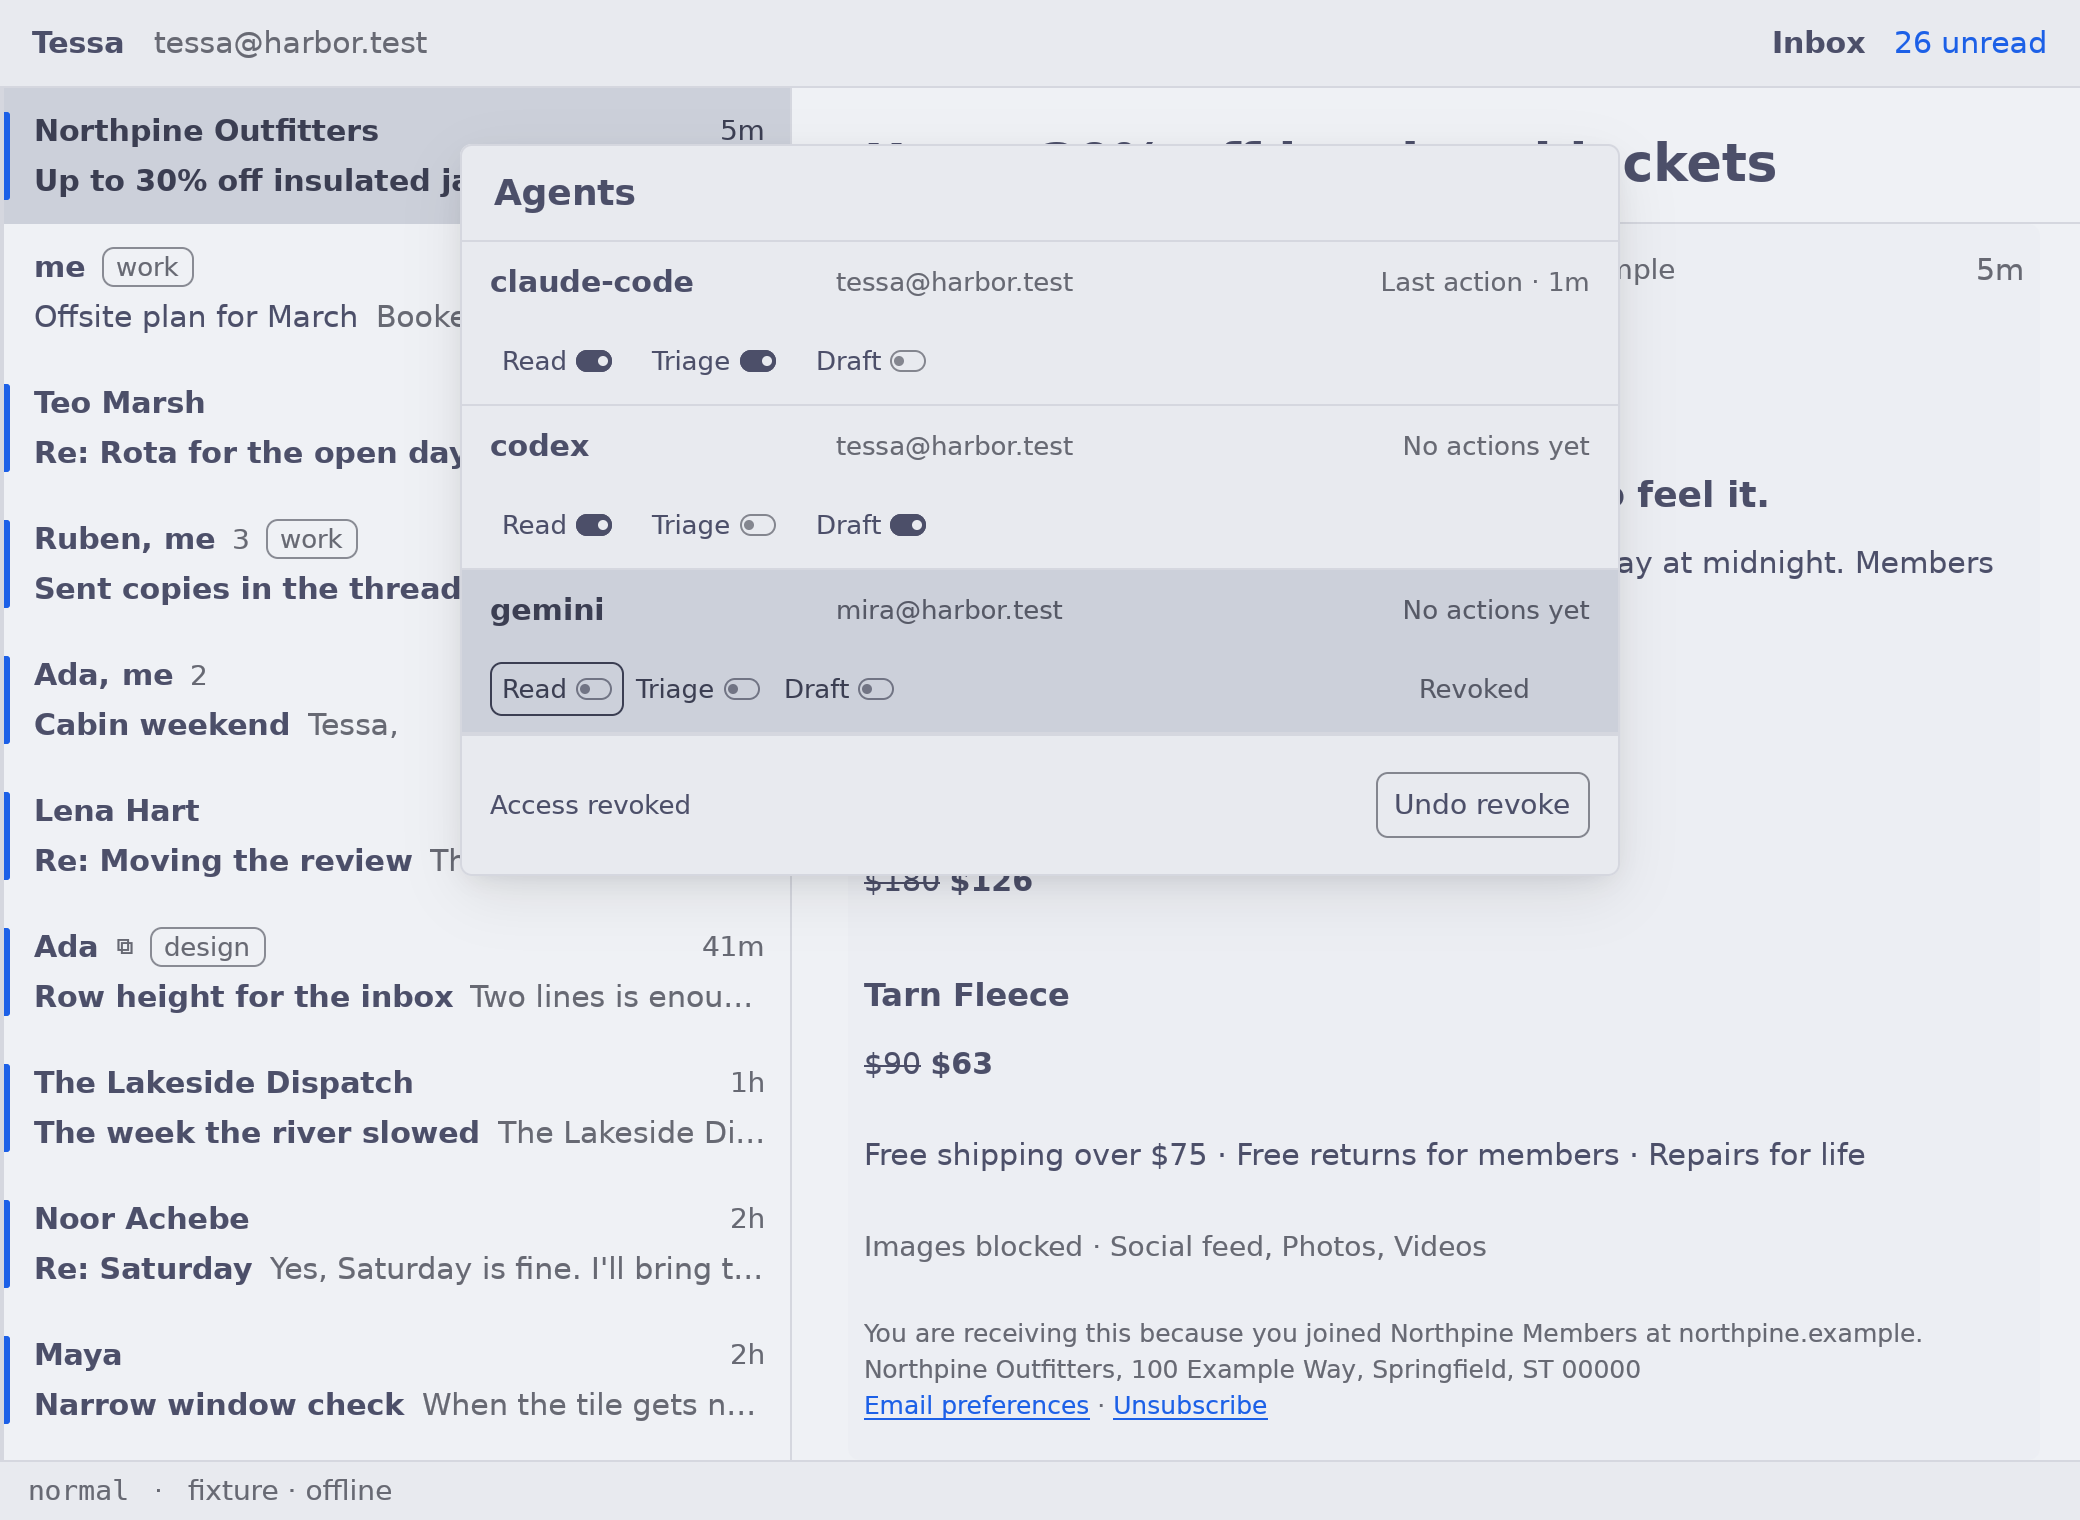 Tessa tessa@harbor.test Inbox 26 unread
Northpine Outfitters 5m
Up to 30% off insulated
me work
Offsite plan for March
Teo Marsh
Re: Rota for the open day
Ruben, me 3 work
Sent copies in the thread
Ada, me 2
Cabin weekend Tessa,
Lena Hart
Re: Moving the review
Ada design 41m
Row height for the inbox Two lines is enou…
The Lakeside Dispatch 1h
The week the river slowed The Lakeside Di…
Noor Achebe 2h
Re: Saturday Yes, Saturday is fine. I'll bring t…
Maya 2h
Narrow window check When the tile gets n…
Agents
claude-code tessa@harbor.test Last action · 1m
Read Triage Draft
codex tessa@harbor.test No actions yet
Read Triage Draft
gemini mira@harbor.test No actions yet
Read Triage Draft Revoked
Access revoked Undo revoke
ckets
5m
feel it.
ay at midnight. Members
$180 $126
Tarn Fleece
$90 $63
Free shipping over $75 · Free returns for members · Repairs for life
Images blocked · Social feed, Photos, Videos
You are receiving this because you joined Northpine Members at northpine.example.
Northpine Outfitters, 100 Example Way, Springfield, ST 00000
Email preferences · Unsubscribe
normal · fixture · offline